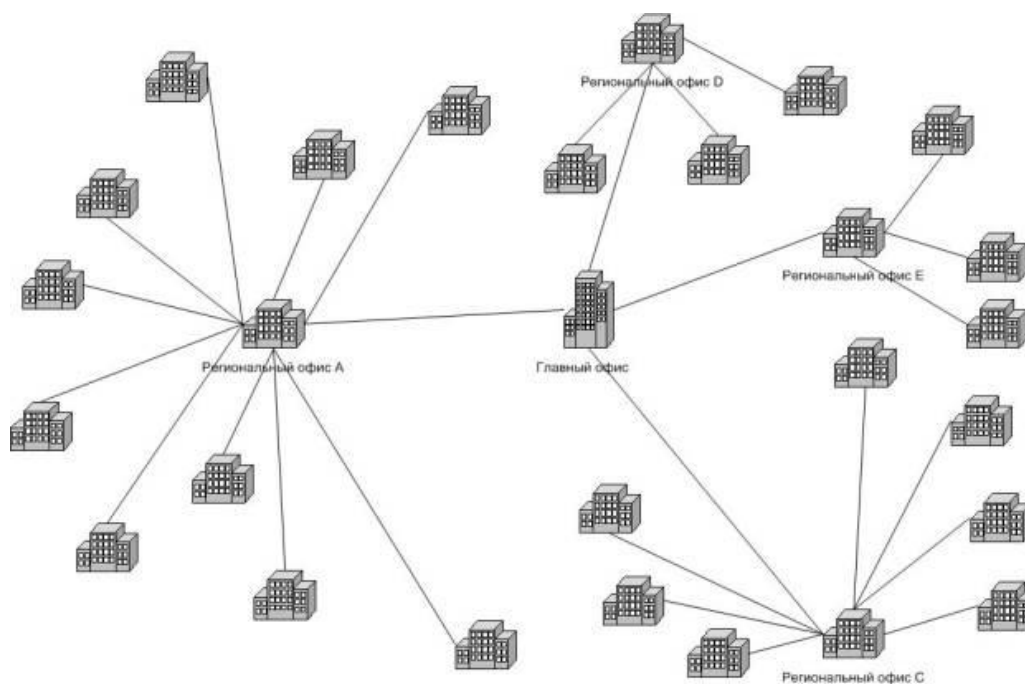 Региональный офис D
Региональный офис E
Региональный офис A
Главный офис
Региональный офис C